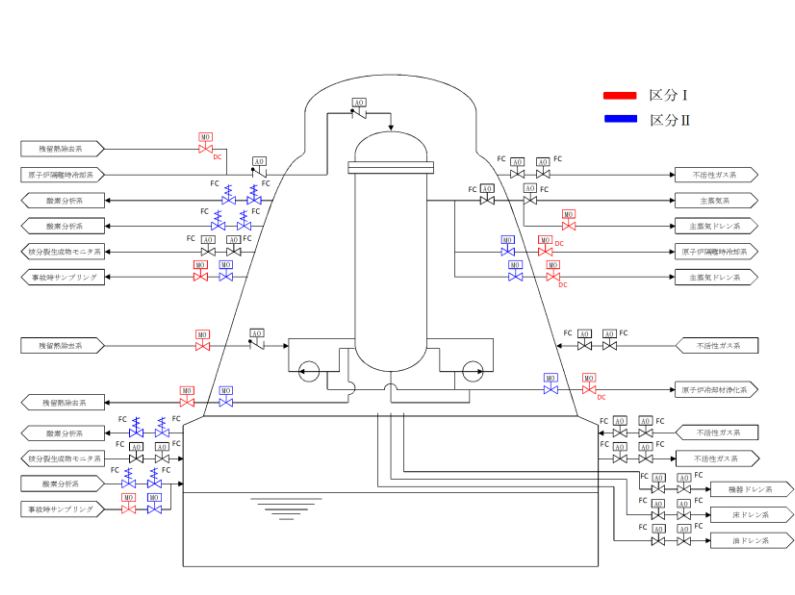 区分Ⅰ
区分Ⅱ
AO
MO
残留熱除去系
DC
AO
原子炉隔離時冷却系
FC
FC
酸素分析系
FC
酸素分析系
FC
AO
AO
FC
核分裂生成物モニタ系
MO
MO
事故時サンプリング
FC
AO
AO
FC
不活性ガス系
FC
AO
AO
FC
主蒸気系
MO
主蒸気ドレン系
MO
MO
DC
原子炉隔離時冷却系
MO
MO
DC
主蒸気ドレン系
MO
AO
残留熱除去系
FC
AO
AO
FC
不活性ガス系
MO
MO
残留熱除去系
MO
MO
DC
原子炉冷却材浄化系
FC
FC
酸素分析系
FC
AO
AO
FC
核分裂生成物モニタ系
FC
FC
酸素分析系
MO
MO
事故時サンプリング
FC
AO
AO
FC
不活性ガス系
FC
AO
AO
FC
不活性ガス系
FC
AO
AO
FC
機器ドレン系
FC
AO
AO
FC
床ドレン系
FC
AO
AO
FC
油ドレン系